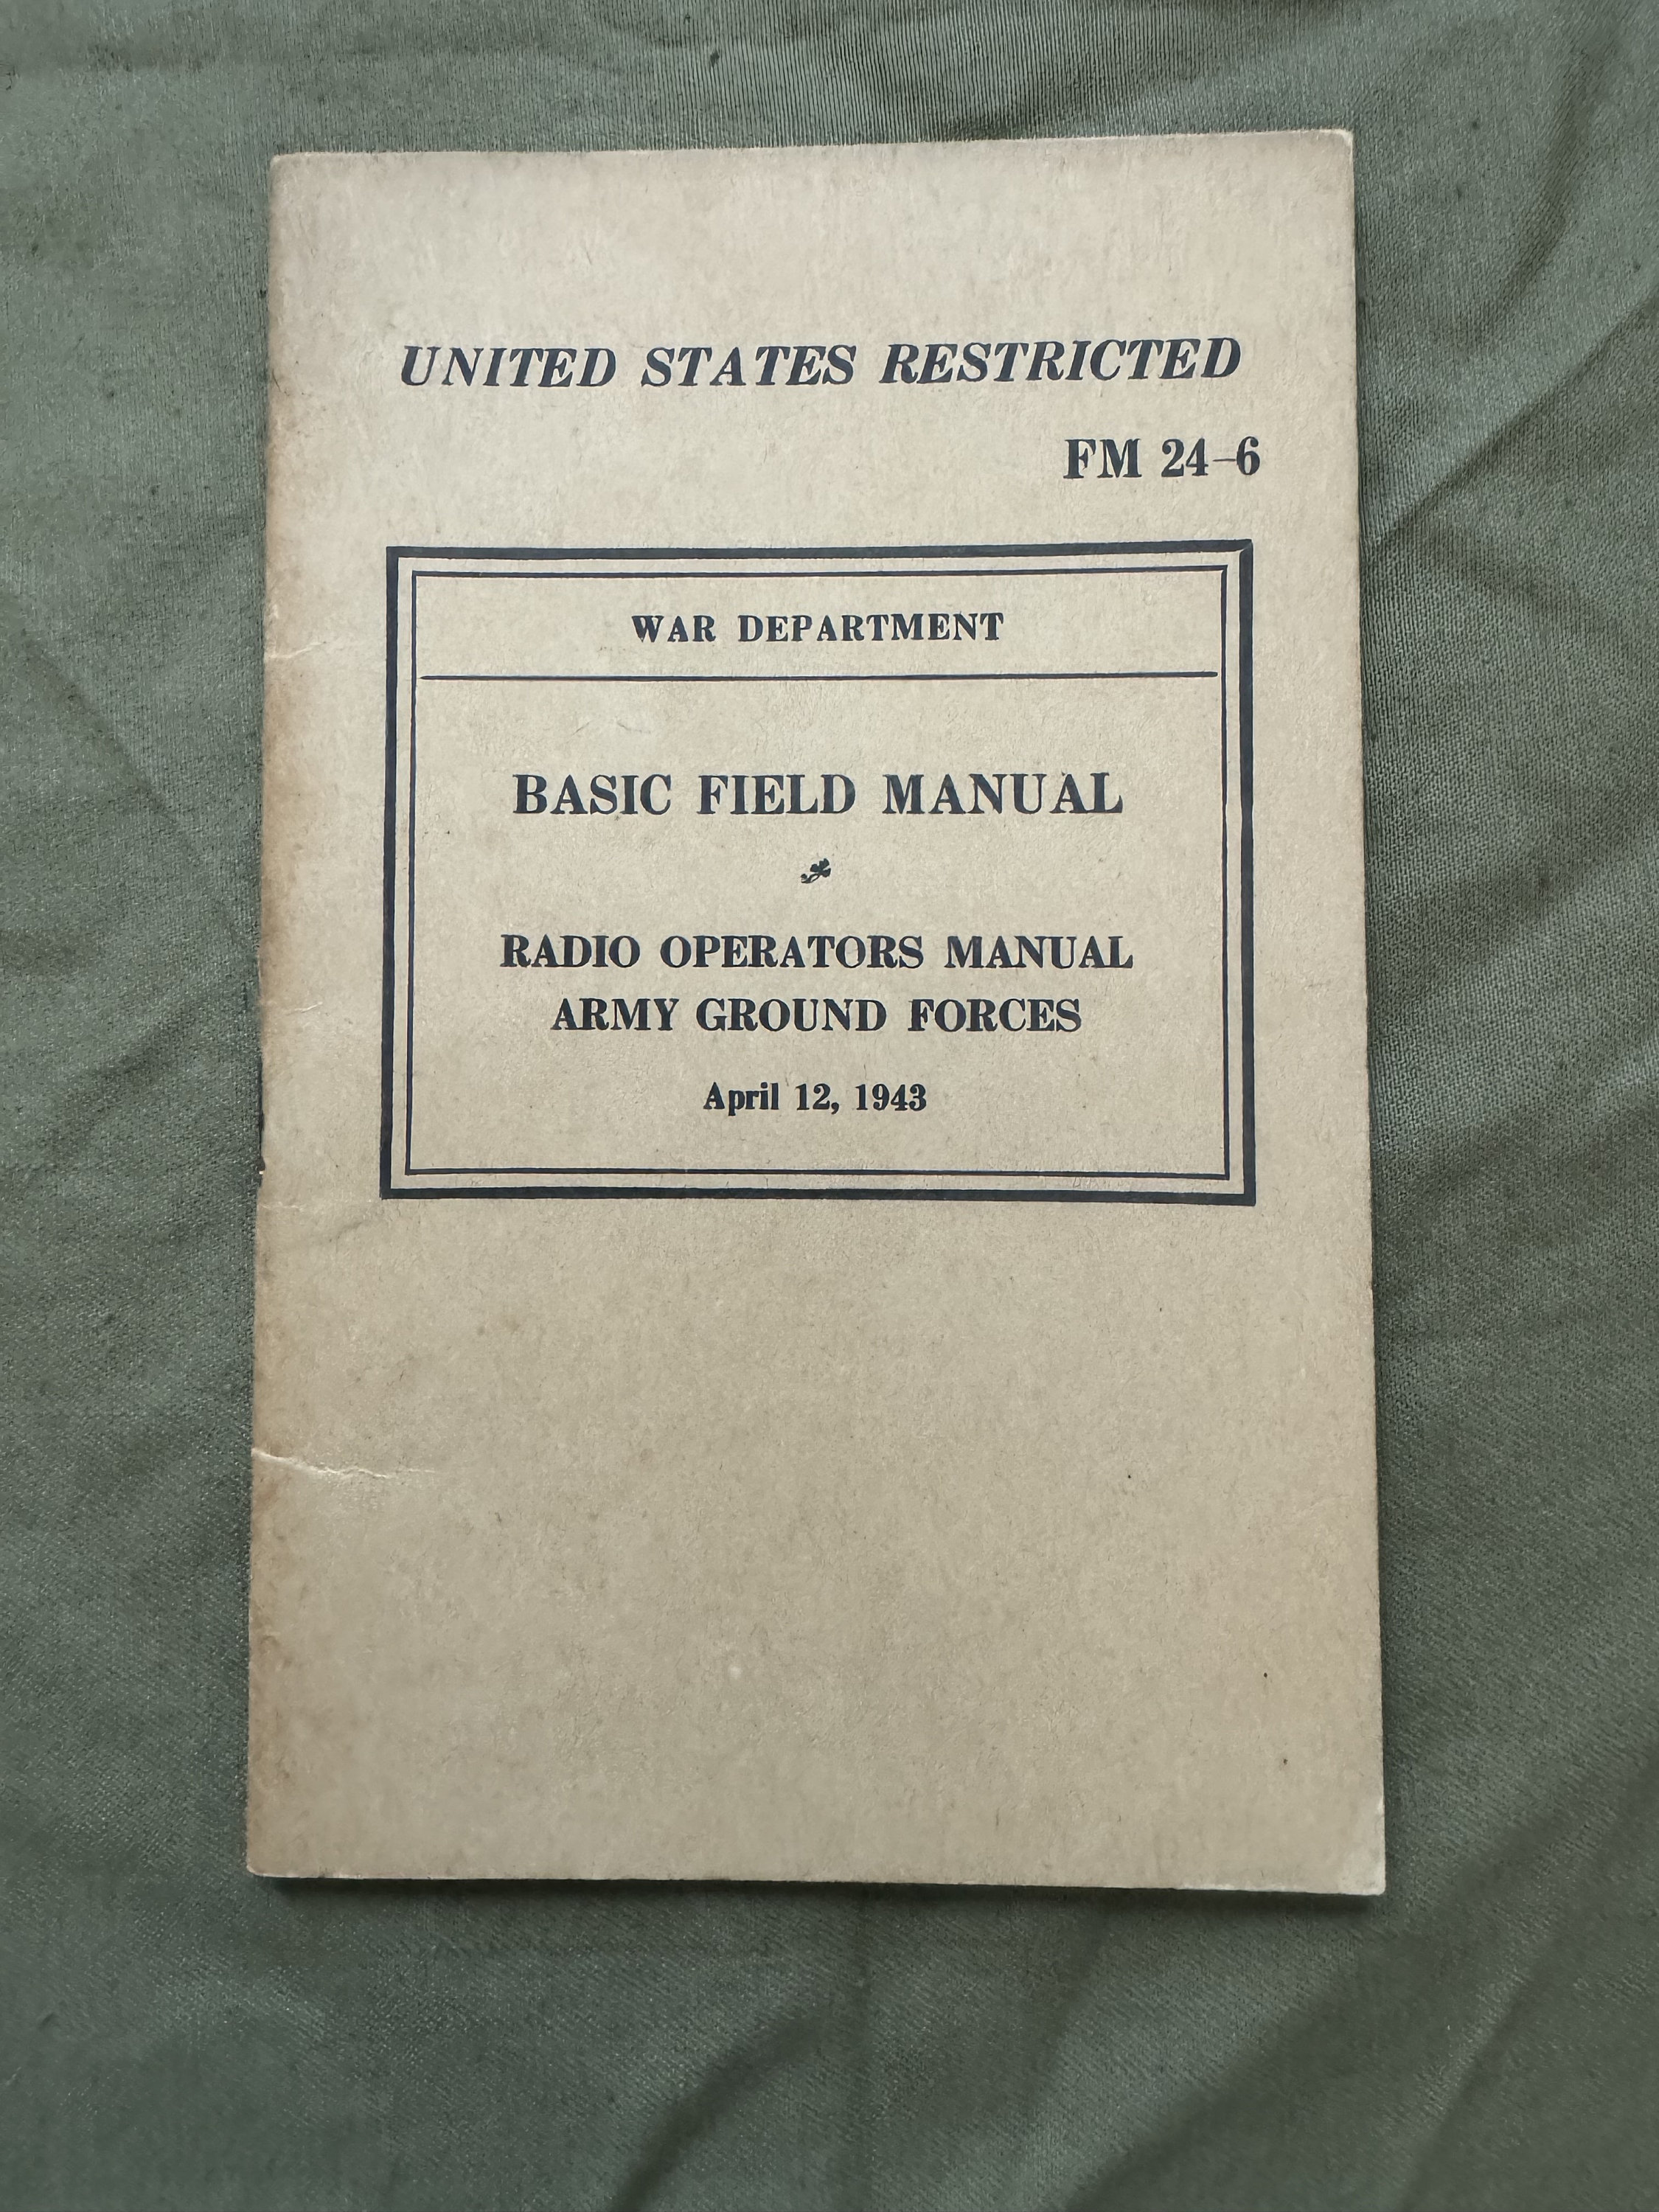 UNITED STATES RESTRICTED
FM 24-6
WAR DEPARTMENT
BASIC FIELD MANUAL
RADIO OPERATORS MANUAL
ARMY GROUND FORCES
April 12, 1943